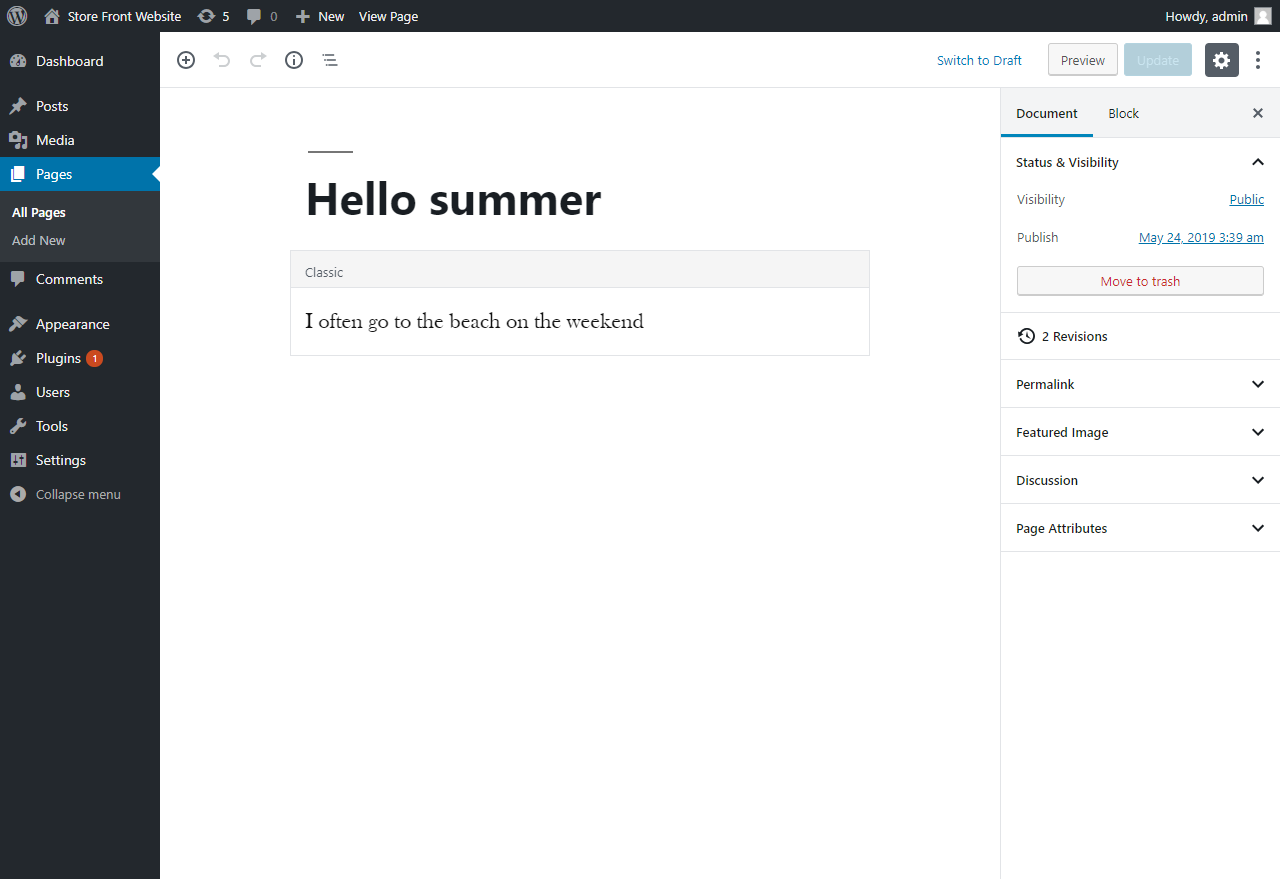 Store Front Website 5 0 New View Page Howdy, admin
Dashboard
Posts
Media
Pages
All Pages
Add New
Comments
Appearance
Plugins 1
Users
Tools
Settings
Collapse menu
Switch to Draft Preview Update
Hello summer
Classic
I often go to the beach on the weekend
Document Block
Status & Visibility
Visibility Public
Publish May 24, 2019 3:39 am
Move to trash
2 Revisions
Permalink
Featured Image
Discussion
Page Attributes